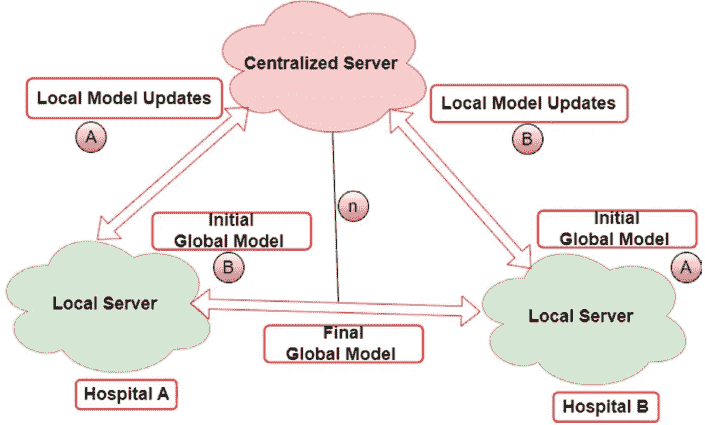 Centralized Server
Local Model Updates
A
Local Model Updates
B
n
Initial
Global Model
B
Initial
Global Model
A
Local Server
Local Server
Final
Global Model
Hospital A
Hospital B